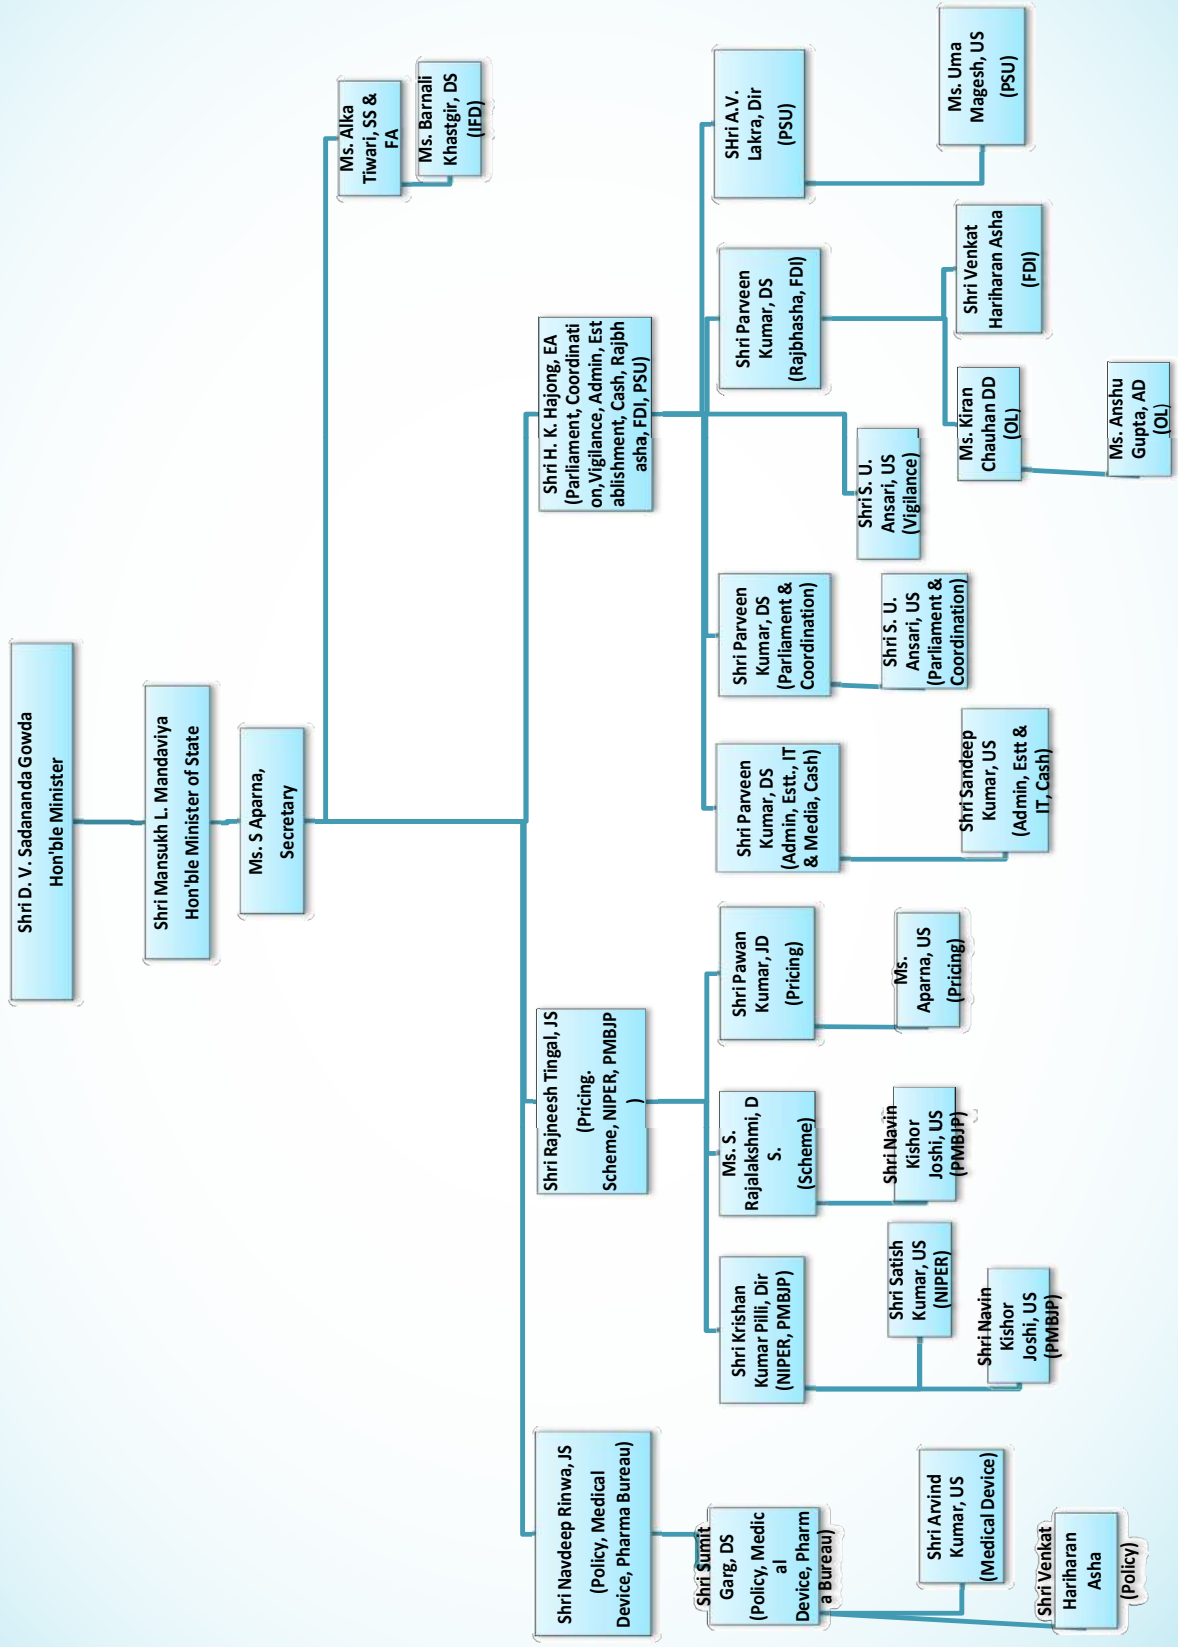 Shri D. V. Sadananda Gowda
Hon'ble Minister
Shri Mansukh L. Mandaviya
Hon'ble Minister of State
Ms. S Aparna,
Secretary
Ms. Alka
Tiwari, SS &
FA
Ms. Barnali
Khastgir, DS
(IFD)
Shri Navdeep Rinwa, JS
(Policy, Medical
Device, Pharma Bureau)
Shri Sumit
Garg, DS
(Policy, Medic
al
Device, Pharm
a Bureau)
Shri Arvind
Kumar, US
(Medical Device)
Shri Venkat
Hariharan
Asha
(Policy)
Shri Rajneesh Tingal, JS
(Pricing.
Scheme, NIPER, PMBJP
)
Shri Krishan
Kumar Pilli, Dir
(NIPER, PMBJP)
Shri Satish
Kumar, US
(NIPER)
Shri Navin
Kishor
Joshi, US
(PMBJP)
Ms. S.
Rajalakshmi, D
S.
(Scheme)
Shri Navin
Kishor
Joshi, US
(PMBJP)
Shri Pawan
Kumar, JD
(Pricing)
Ms.
Aparna, US
(Pricing)
Shri H. K. Hajong, EA
(Parliament, Coordinati
on,Vigilance, Admin, Est
ablishment, Cash, Rajbh
asha, FDI, PSU)
Shri Parveen
Kumar, DS
(Admin, Estt., IT
& Media, Cash)
Shri Sandeep
Kumar, US
(Admin, Estt &
IT, Cash)
Shri Parveen
Kumar, DS
(Parliament &
Coordination)
Shri S. U.
Ansari, US
(Parliament &
Coordination)
Shri S. U.
Ansari, US
(Vigilance)
Shri Parveen
Kumar, DS
(Rajbhasha, FDI)
Ms. Kiran
Chauhan DD
(OL)
Ms. Anshu
Gupta, AD
(OL)
Shri Venkat
Hariharan Asha
(FDI)
SHri A.V.
Lakra, Dir
(PSU)
Ms. Uma
Magesh, US
(PSU)